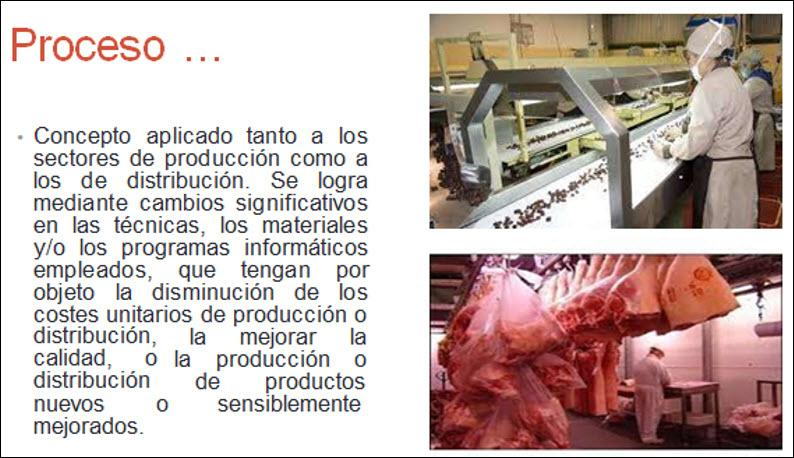 Proceso ...
• Concepto aplicado tanto a los
sectores de producción como a
los de distribución. Se logra
mediante cambios significativos
en las técnicas, los materiales
y/o los programas informáticos
empleados, que tengan por
objeto la disminución de los
costes unitarios de producción o
distribución, la mejorar la
calidad, o la producción o
distribución de productos
nuevos o sensiblemente
mejorados.